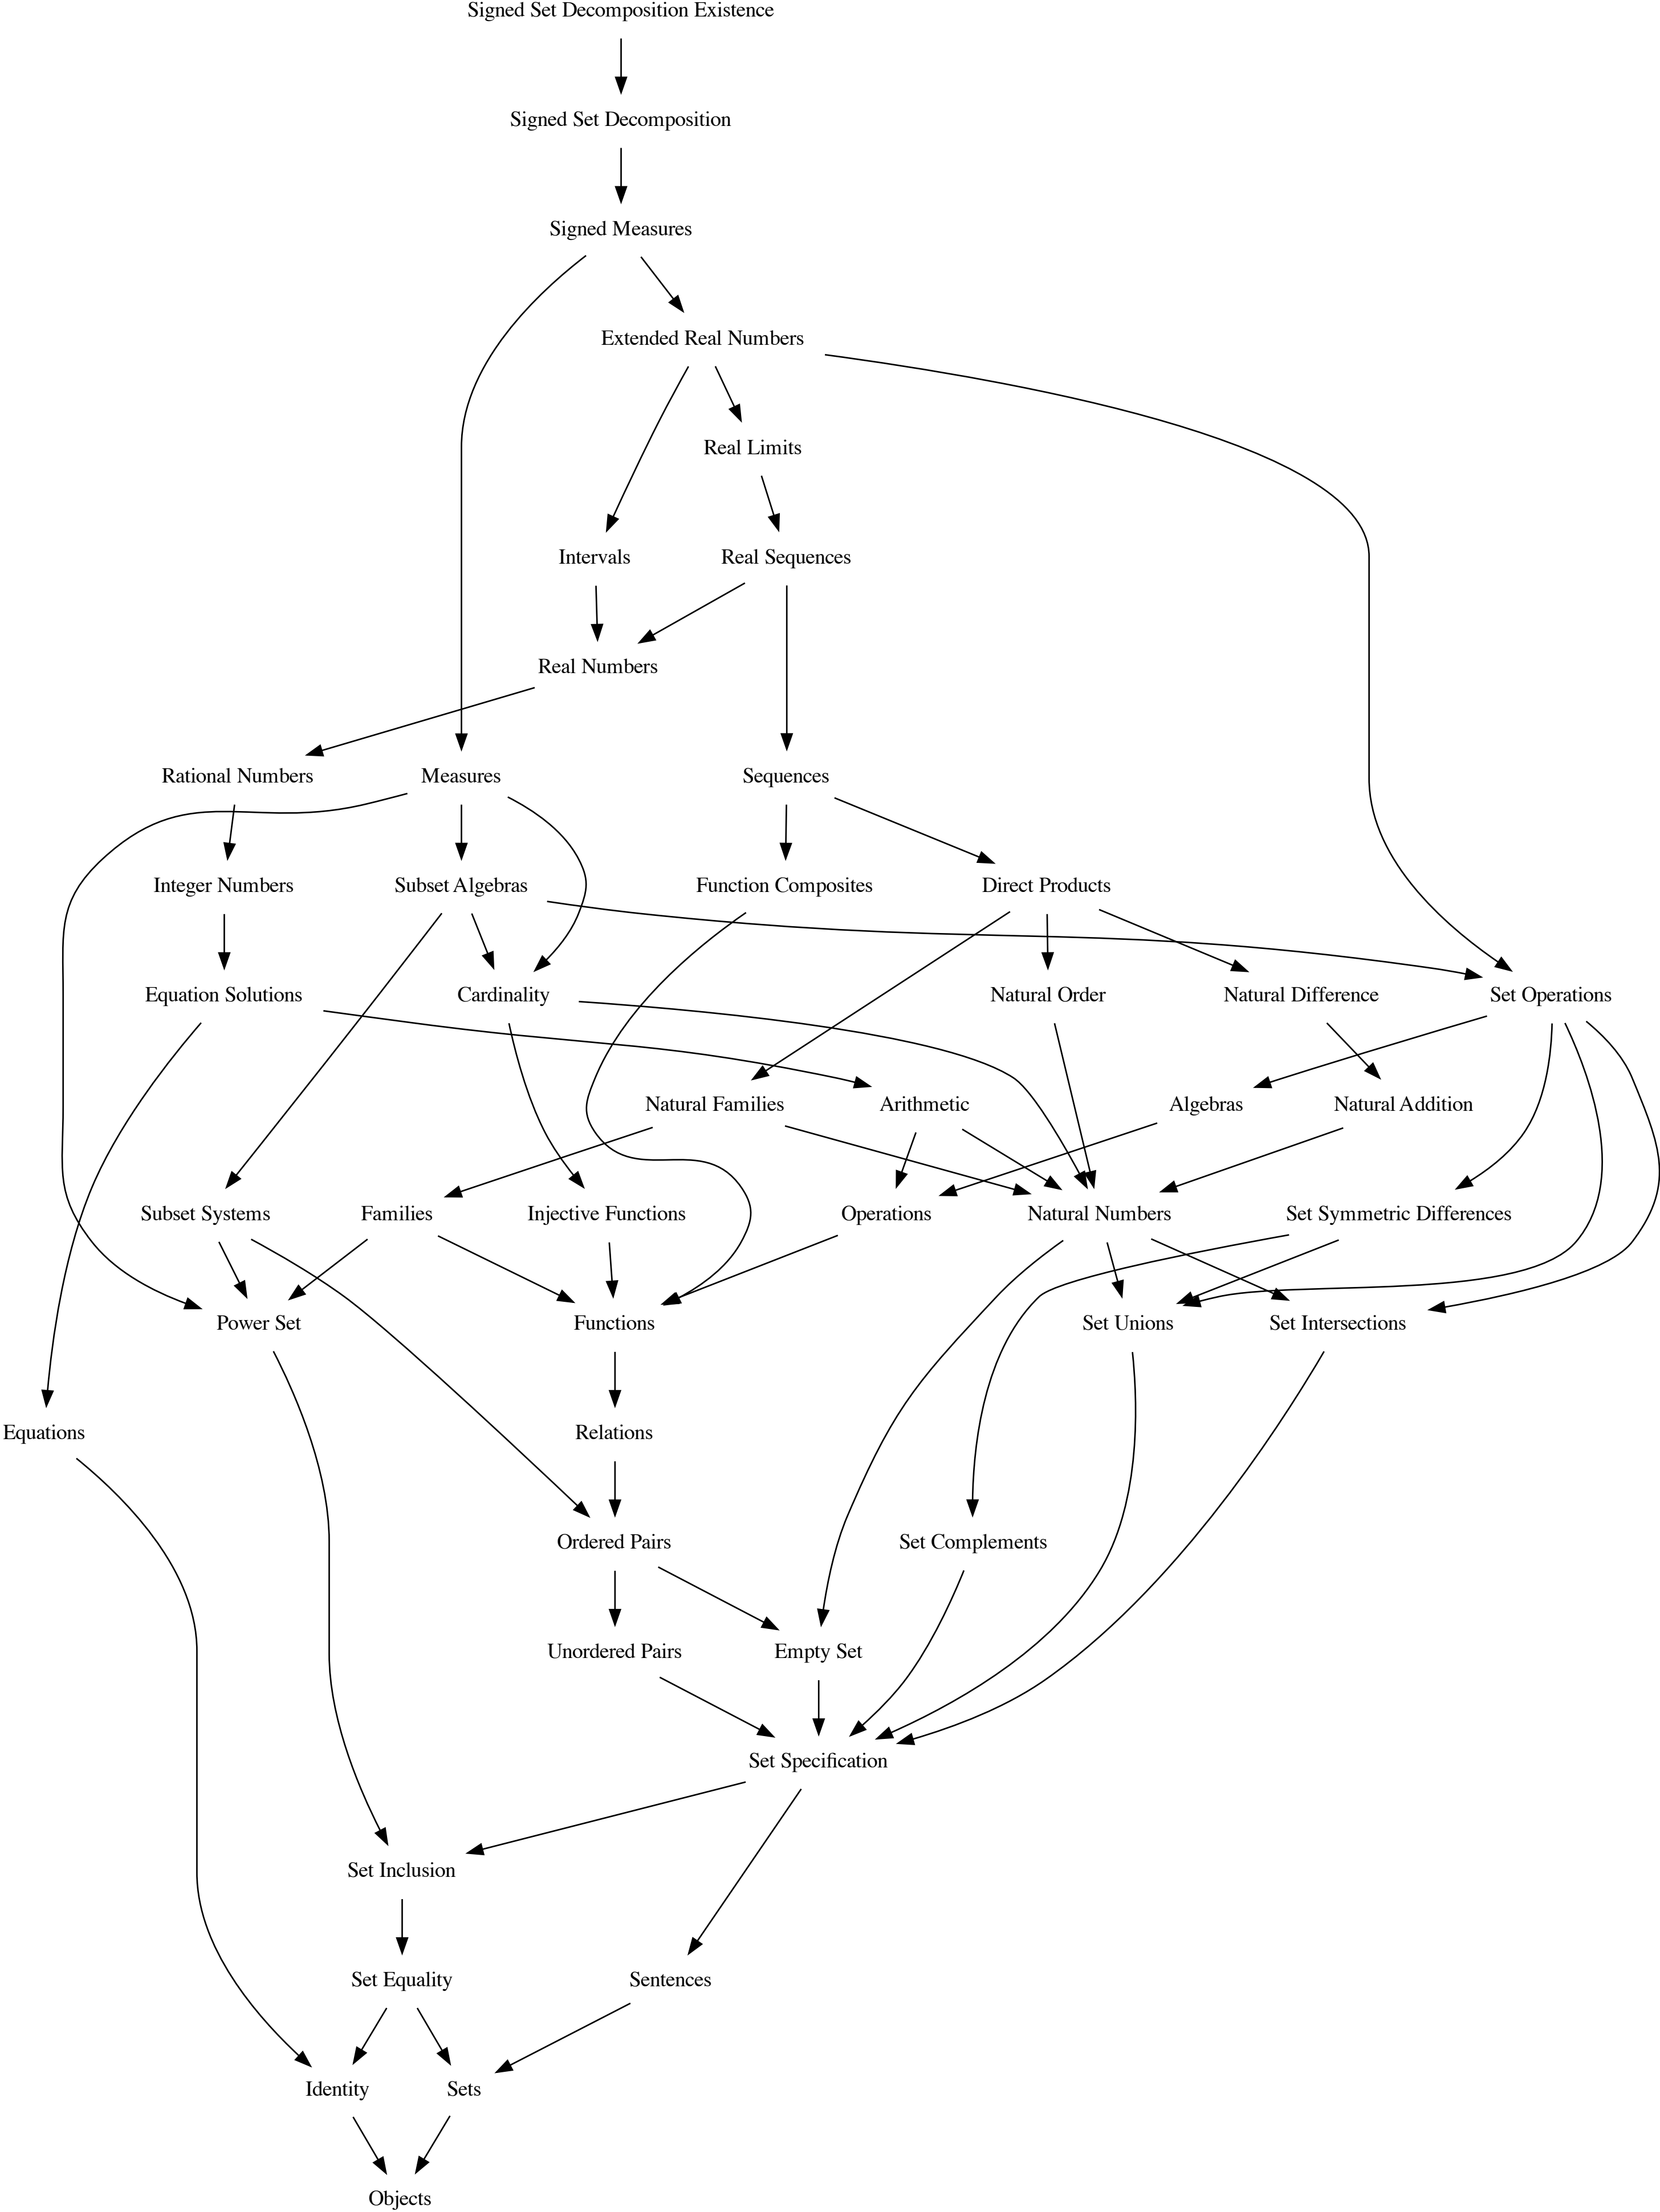 Signed Set Decomposition Existence
Signed Set Decomposition
Signed Measures
Extended Real Numbers
Real Limits
Intervals
Real Sequences
Real Numbers
Rational Numbers
Measures
Sequences
Integer Numbers
Subset Algebras
Function Composites
Direct Products
Equation Solutions
Cardinality
Natural Order
Natural Difference
Set Operations
Natural Families
Arithmetic
Algebras
Natural Addition
Subset Systems
Families
Injective Functions
Operations
Natural Numbers
Set Symmetric Differences
Power Set
Functions
Set Unions
Set Intersections
Equations
Relations
Ordered Pairs
Set Complements
Unordered Pairs
Empty Set
Set Specification
Set Inclusion
Set Equality
Sentences
Identity
Sets
Objects